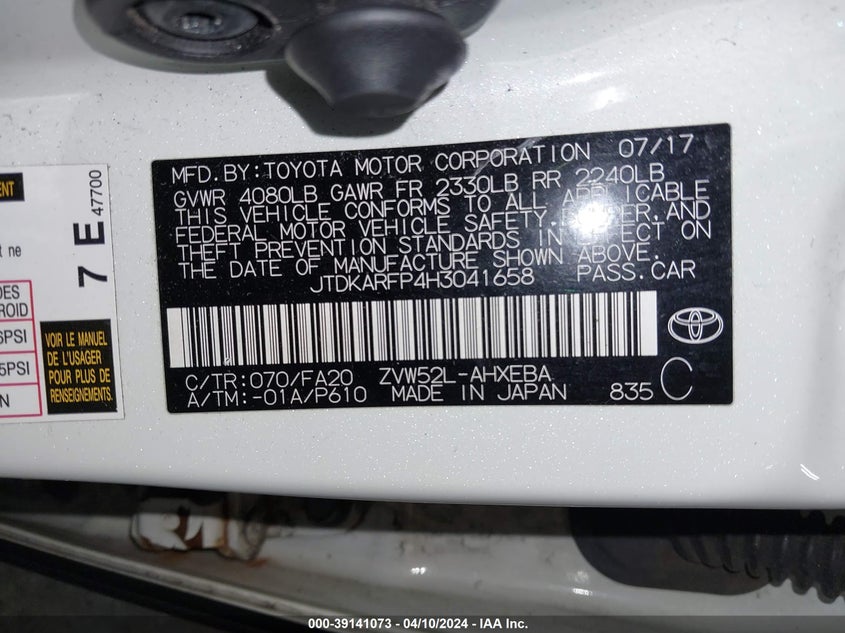 MFD.BY:TOYOTA MOTOR CORPORATION 07/17
GVWR 4080LB GAWR FR 2330LB RR 2240LB
THIS VEHICLE CONFORMS TO ALL APPLICABLE
FEDERAL MOTOR VEHICLE SAFETY, BUMPER, AND
THEFT PREVENTION STANDARDS IN EFFECT ON
THE DATE OF MANUFACTURE SHOWN ABOVE.
JTDKARFP4H3041658 PASS.CAR
C/TR:070/FA20 ZVW52L-AHXEBA
A/TM:-01A/P610 MADE IN JAPAN 835 C
7 E 47700
ne
PSI
5PSI
VOIR LE MANUEL
DE L'USAGER
POUR PLUS DE
RENSEIGNEMENTS
000-39141073 - 04/10/2024 - IAA Inc.